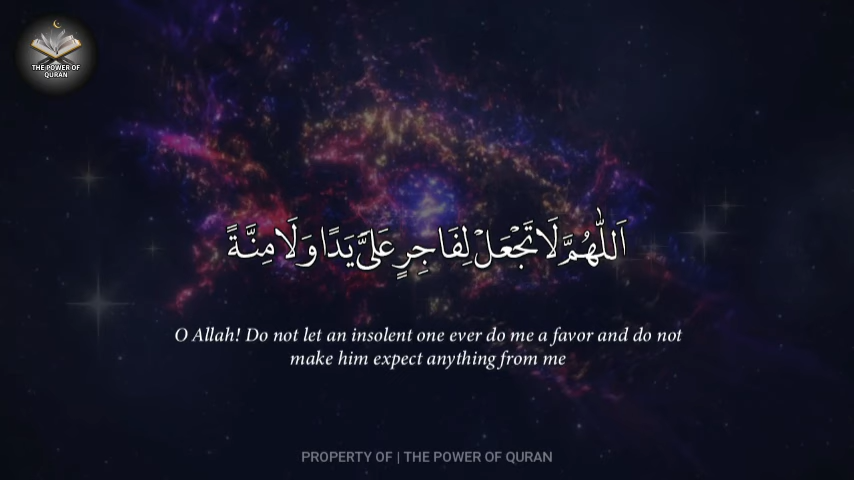 THE POWER OF
QURAN
اَللّٰهُمَّ لَا تَجْعَلْ لِفَاجِرٍ عَلَيَّ يَدًا وَلَا مِنَّةً
O Allah! Do not let an insolent one ever do me a favor and do not
make him expect anything from me
PROPERTY OF | THE POWER OF QURAN